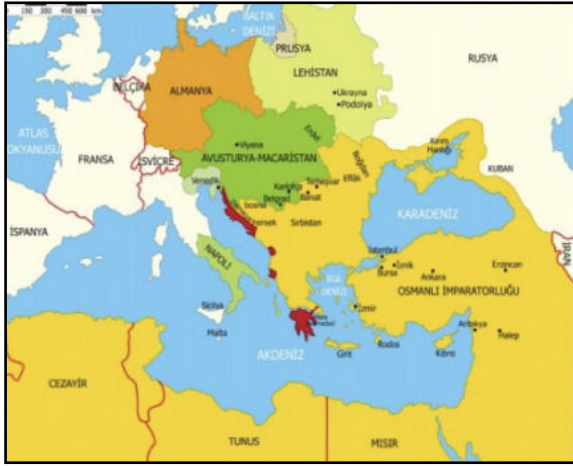 150 300 450 600 km
BALTIK
DENİZİ
PRUSYA
RUSYA
LEHİSTAN
BELÇİKA
ALMANYA
Ukrayna
Podolya
ATLAS
OKYANUSU
FRANSA
İSVİÇRE
Viyana
Erdel
AVUSTURYA-MACARİSTAN
Boğdan
Kırım
Hanlığı
KUBAN
Venedik
Karlofça
Temeşvar
Eflak
Banat
Belgrad
Bosna
Hersek
Sırbistan
KARADENİZ
İSPANYA
İRAN
NAPOLİ
İstanbul
İznik
Bursa
Ankara
Erzincan
EGE
DENİZİ
OSMANLI İMPARATORLUĞU
İzmir
Sicilya
Malta
Mora
Antakya
Halep
AKDENİZ
Girit
Rodos
Kıbrıs
CEZAYİR
TUNUS
MISIR